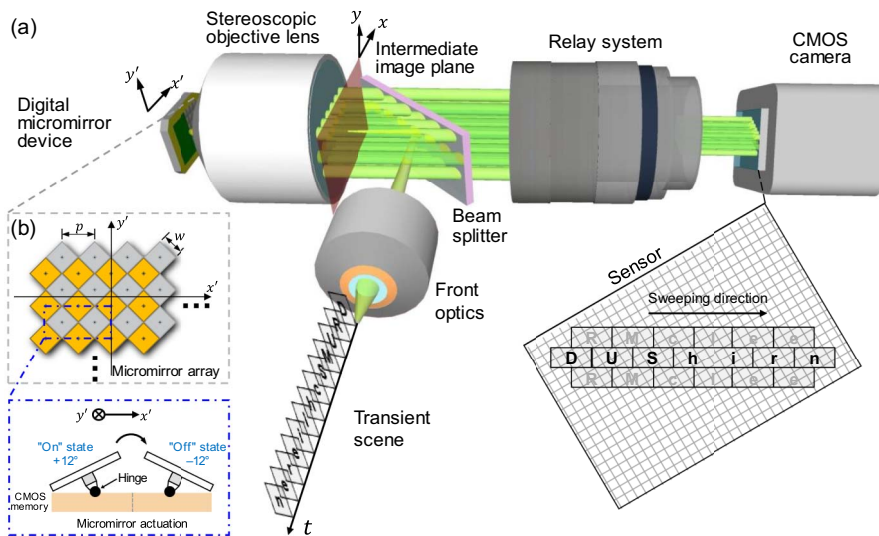 (a)
Stereoscopic
objective lens
y
x
Intermediate
image plane
Relay system
CMOS
camera
y′
x′
Digital
micromirror
device
Beam
splitter
(b)
y′
p
w
x′
Micromirror array
Front
optics
Sensor
Sweeping direction
R M c l e e
D U S h i r n
R M c l e e
Transient
scene
t
y′
x′
"On" state
+12°
"Off" state
–12°
Hinge
CMOS
memory
Micromirror actuation